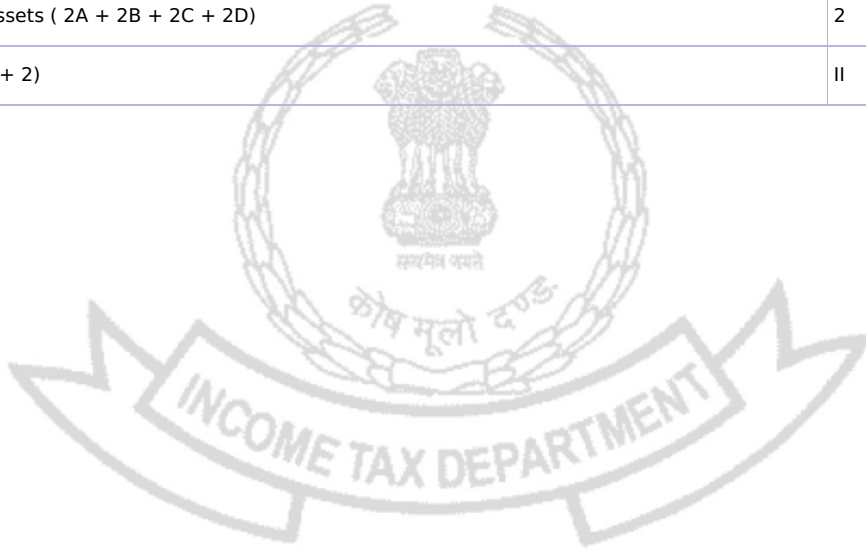 ssets ( 2A + 2B + 2C + 2D) 2
+ 2) II
सत्यमेव जयते
कोष मूलो दण्डः
INCOME TAX DEPARTMENT